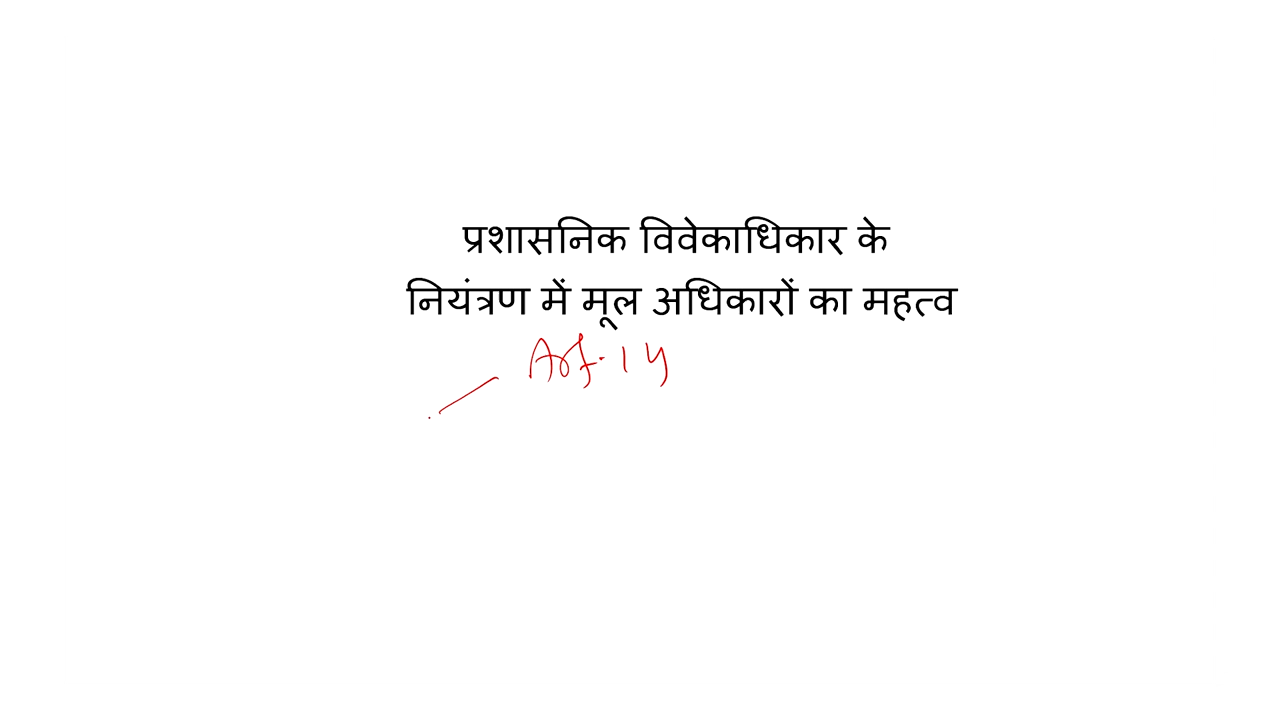 प्रशासनिक विवेकाधिकार के
नियंत्रण में मूल अधिकारों का महत्व
Art. 14